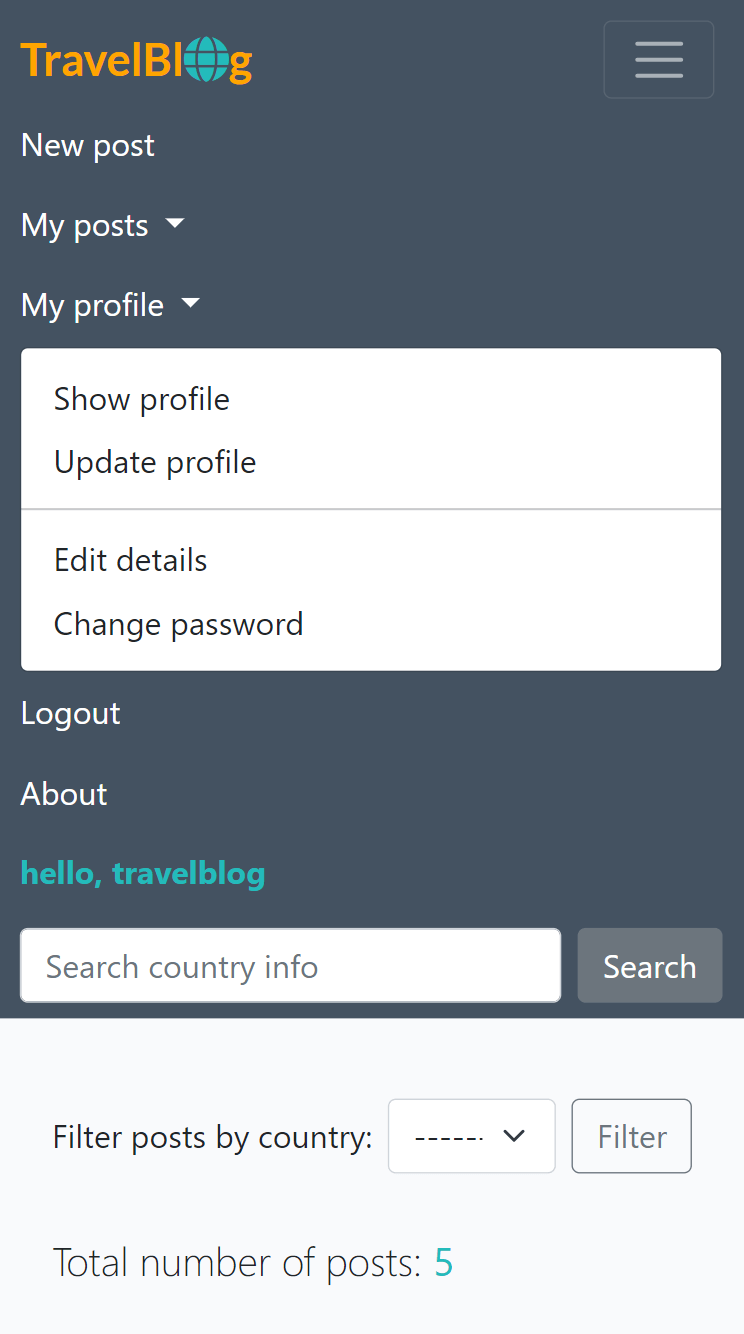 TravelBlog
New post
My posts
My profile
Show profile
Update profile
Edit details
Change password
Logout
About
hello, travelblog
Search country info Search
Filter posts by country: ------ Filter
Total number of posts: 5